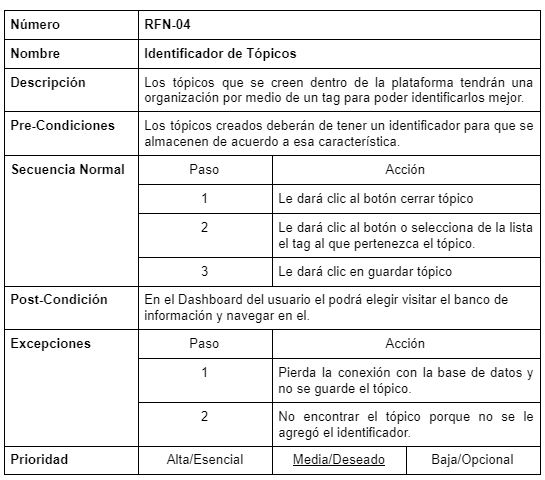 Número RFN-04
Nombre Identificador de Tópicos
Descripción Los tópicos que se creen dentro de la plataforma tendrán una
organización por medio de un tag para poder identificarlos mejor.
Pre-Condiciones Los tópicos creados deberán de tener un identificador para que se
almacenen de acuerdo a esa característica.
Secuencia Normal Paso Acción
1 Le dará clic al botón cerrar tópico
2 Le dará clic al botón o selecciona de la lista
el tag al que pertenezca el tópico.
3 Le dará clic en guardar tópico
Post-Condición En el Dashboard del usuario el podrá elegir visitar el banco de
información y navegar en el.
Excepciones Paso Acción
1 Pierda la conexión con la base de datos y
no se guarde el tópico.
2 No encontrar el tópico porque no se le
agregó el identificador.
Prioridad Alta/Esencial Media/Deseado Baja/Opcional